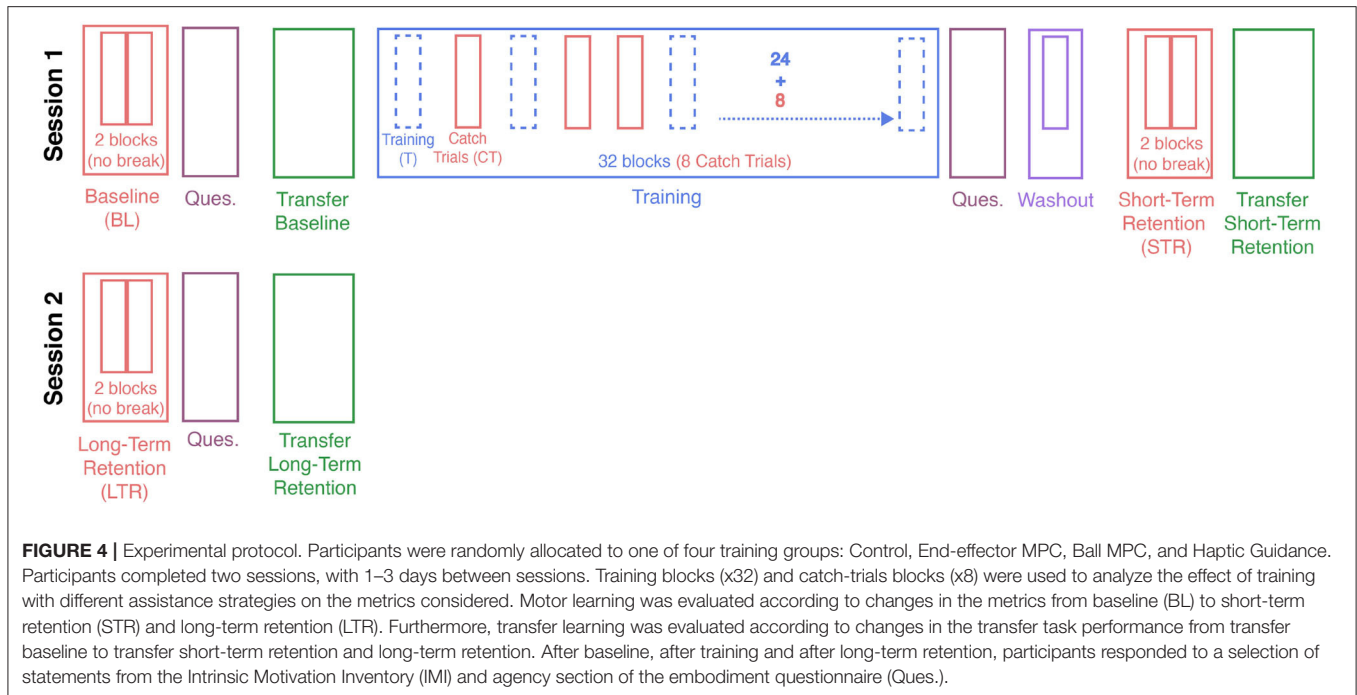 Session 1
2 blocks
(no break)
Baseline
(BL)
Ques.
Transfer
Baseline
Training
(T)
Catch
Trials (CT)
24
+
8
32 blocks (8 Catch Trials)
Training
Ques.
Washout
2 blocks
(no break)
Short-Term
Retention
(STR)
Transfer
Short-Term
Retention
Session 2
2 blocks
(no break)
Long-Term
Retention
(LTR)
Ques.
Transfer
Long-Term
Retention
FIGURE 4 | Experimental protocol. Participants were randomly allocated to one of four training groups: Control, End-effector MPC, Ball MPC, and Haptic Guidance.
Participants completed two sessions, with 1–3 days between sessions. Training blocks (x32) and catch-trials blocks (x8) were used to analyze the effect of training
with different assistance strategies on the metrics considered. Motor learning was evaluated according to changes in the metrics from baseline (BL) to short-term
retention (STR) and long-term retention (LTR). Furthermore, transfer learning was evaluated according to changes in the transfer task performance from transfer
baseline to transfer short-term retention and long-term retention. After baseline, after training and after long-term retention, participants responded to a selection of
statements from the Intrinsic Motivation Inventory (IMI) and agency section of the embodiment questionnaire (Ques.).